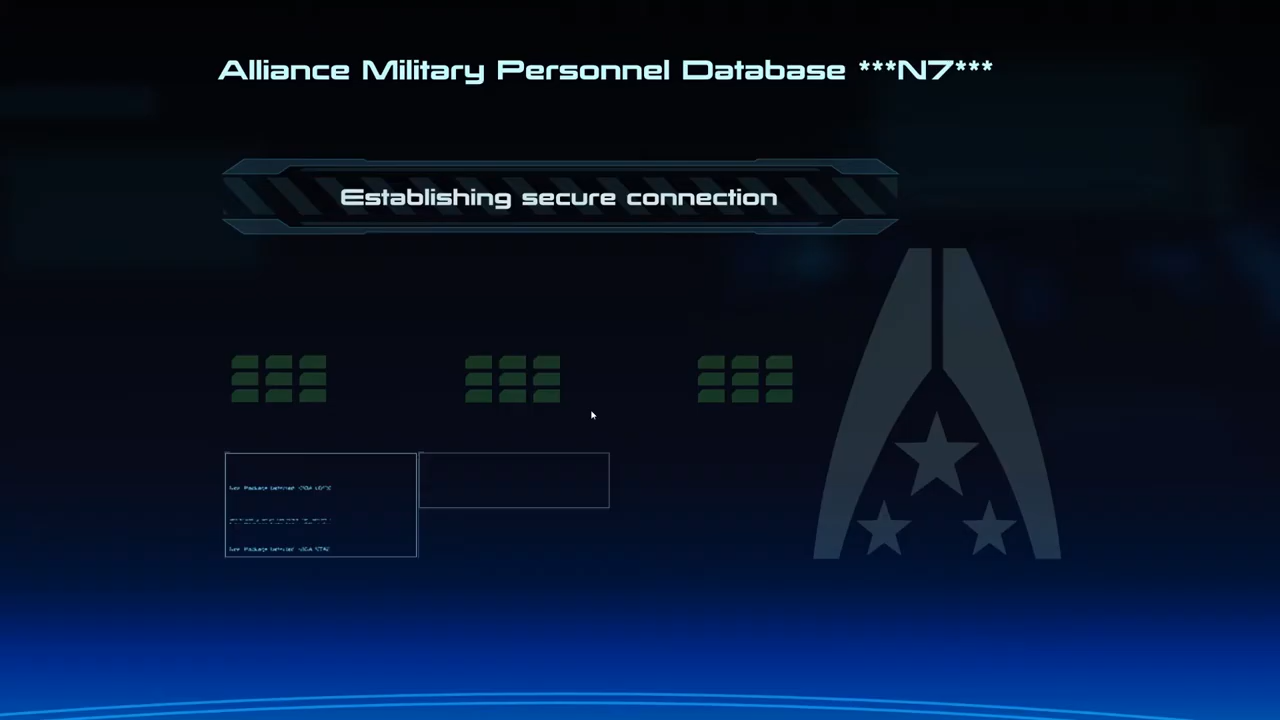 Alliance Military Personnel Database ***N7***
Establishing secure connection